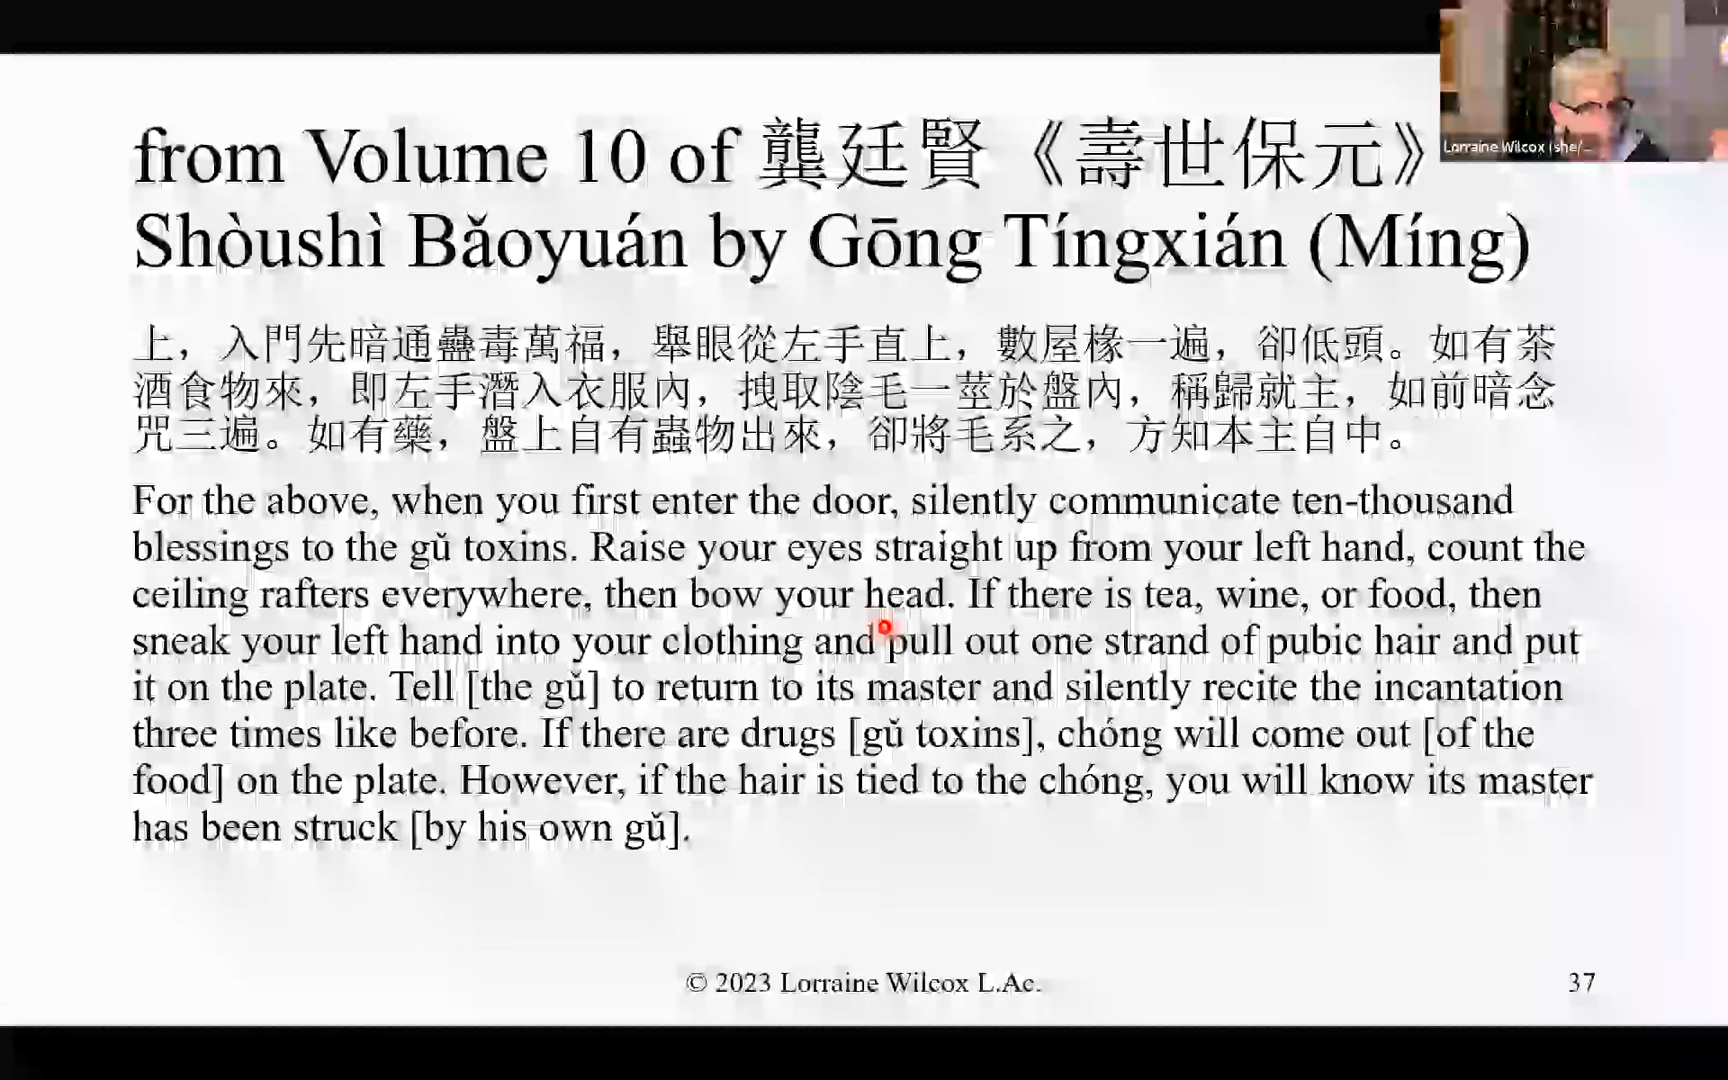 from Volume 10 of 龔廷賢《壽世保元》
Lorraine Wilcox (she/...
Shòushì Bǎoyuán by Gōng Tíngxián (Míng)
上，入門先暗通蠱毒萬福，舉眼從左手直上，數屋椽一遍，卻低頭。如有茶
酒食物來，即左手潛入衣服內，拽取陰毛一莖於盤內，稱歸就主，如前暗念
咒三遍。如有藥，盤上自有蟲物出來，卻將毛系之，方知本主自中。
For the above, when you first enter the door, silently communicate ten-thousand
blessings to the gǔ toxins. Raise your eyes straight up from your left hand, count the
ceiling rafters everywhere, then bow your head. If there is tea, wine, or food, then
sneak your left hand into your clothing and pull out one strand of pubic hair and put
it on the plate. Tell [the gǔ] to return to its master and silently recite the incantation
three times like before. If there are drugs [gǔ toxins], chóng will come out [of the
food] on the plate. However, if the hair is tied to the chóng, you will know its master
has been struck [by his own gǔ].
© 2023 Lorraine Wilcox L.Ac.
37